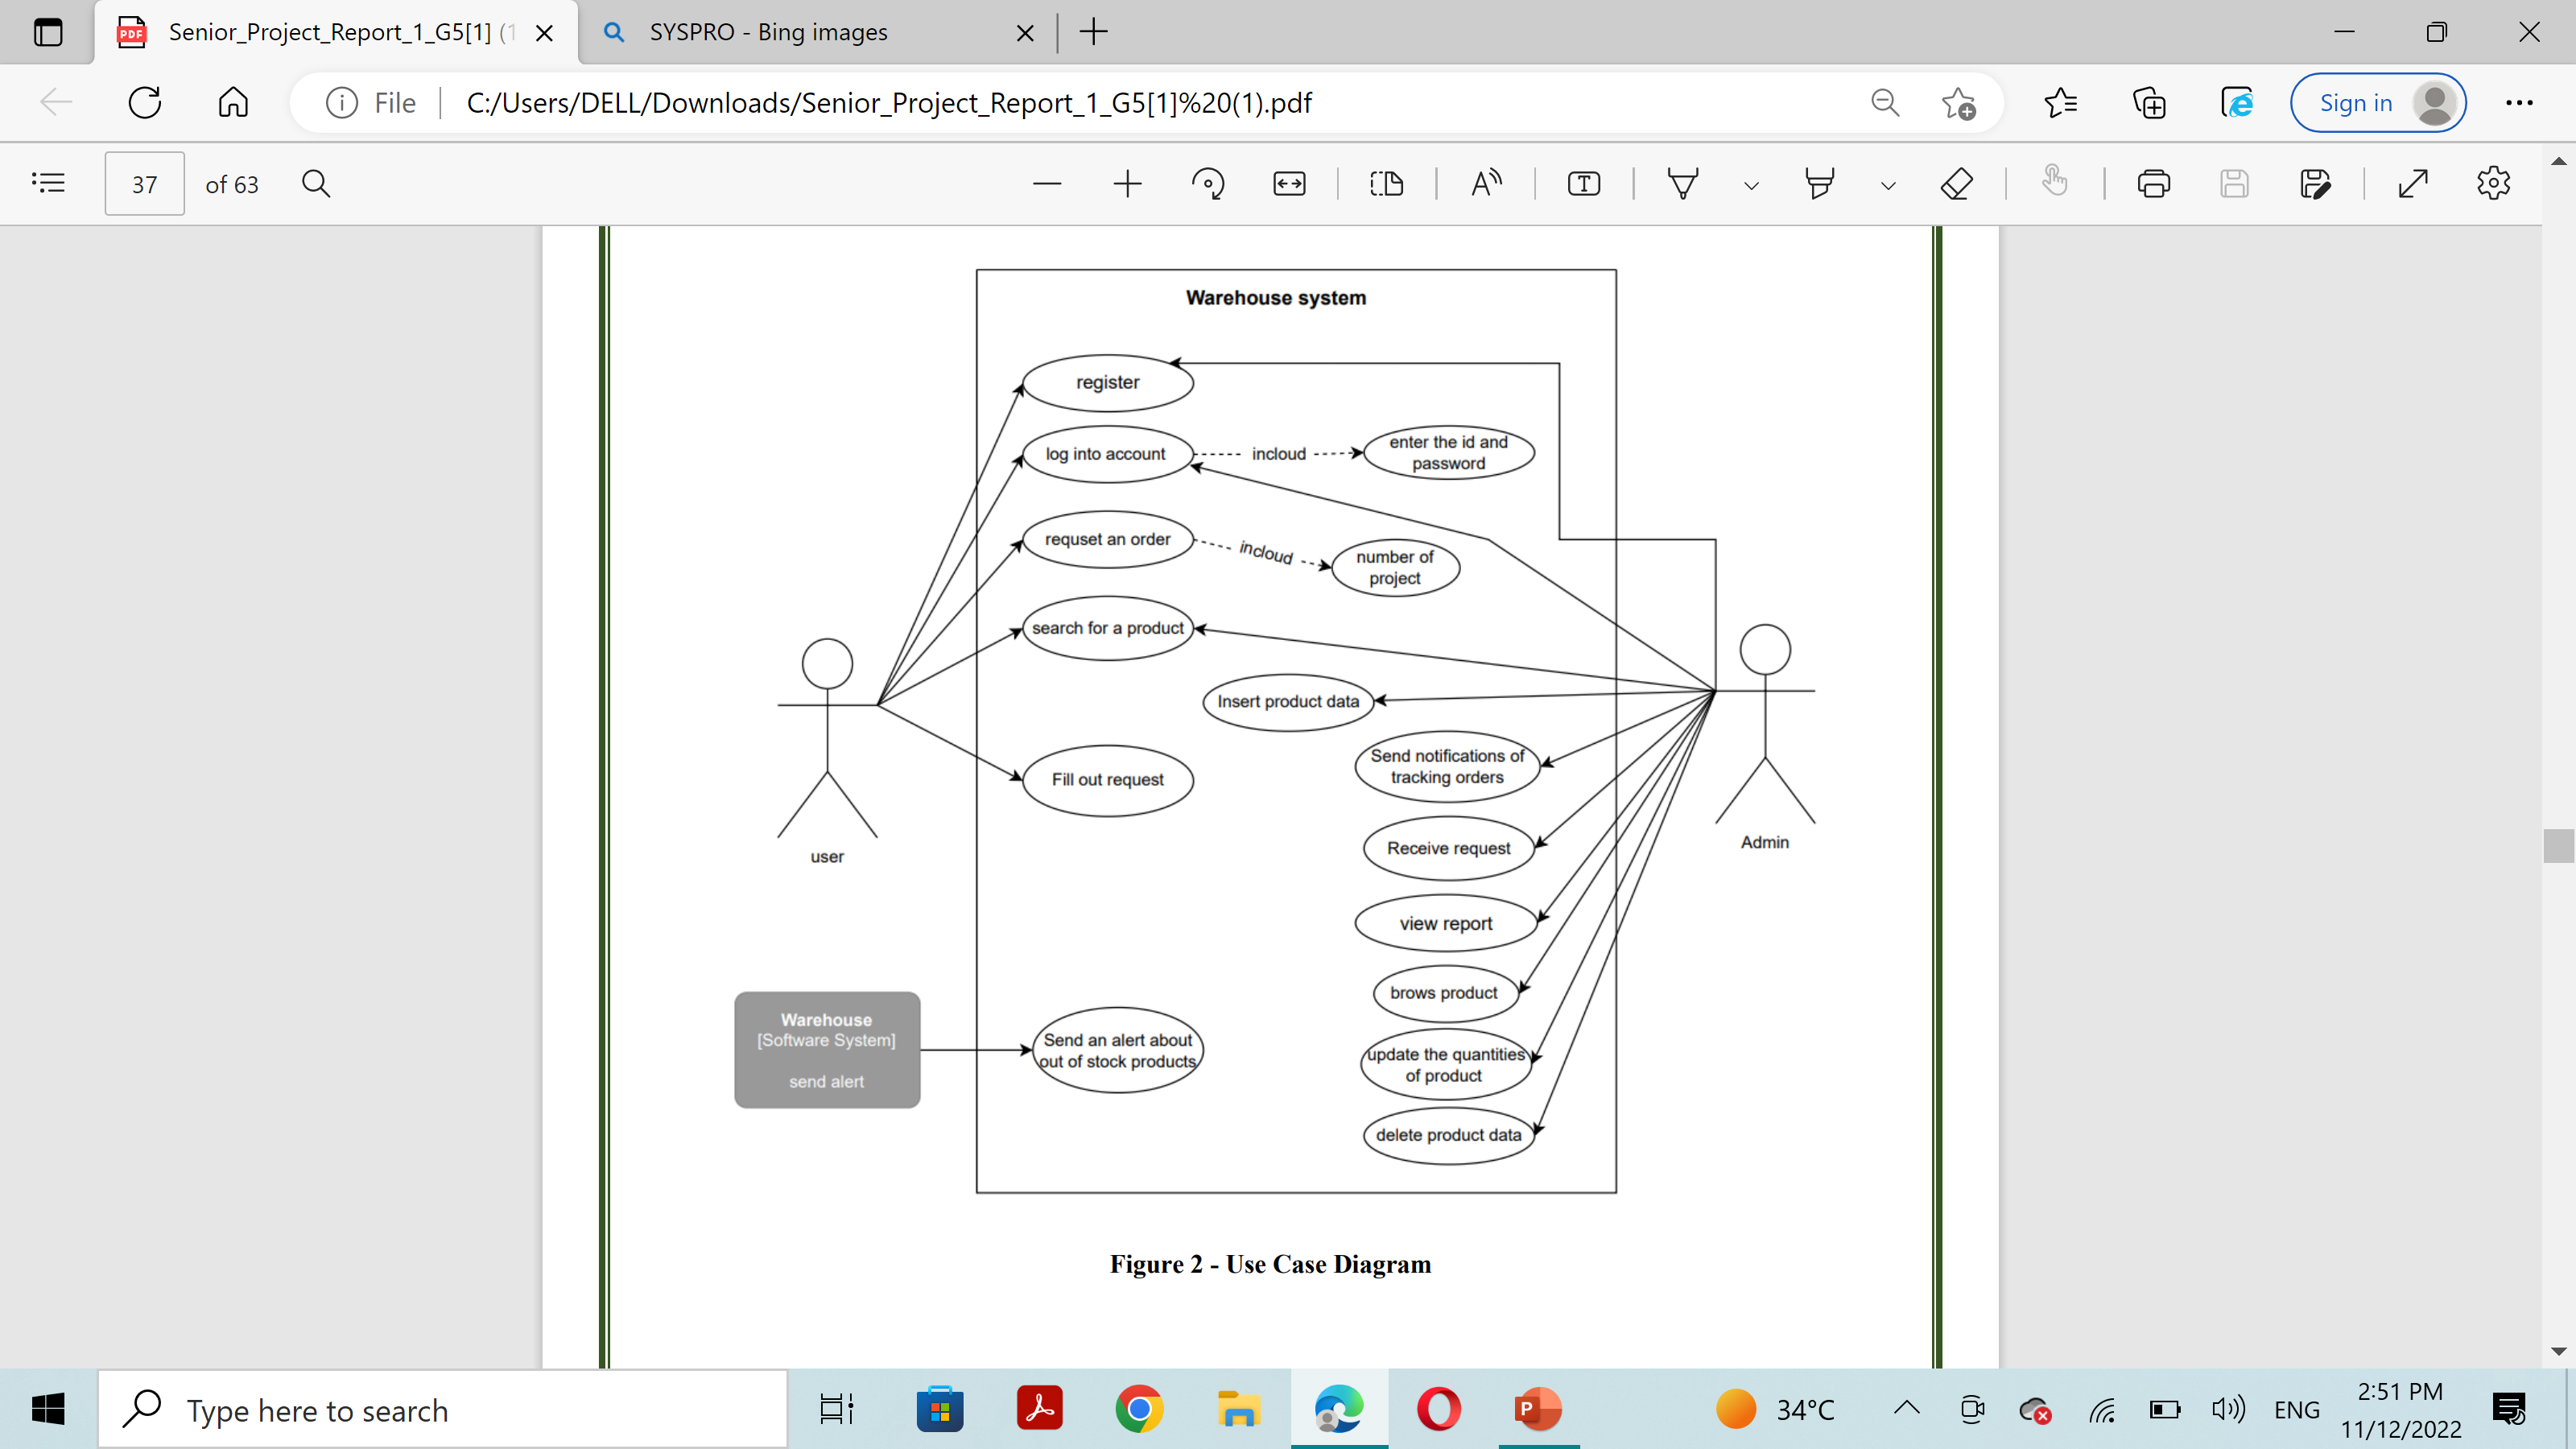 Senior_Project_Report_1_G5[1] (1
SYSPRO - Bing images
File
C:/Users/DELL/Downloads/Senior_Project_Report_1_G5[1]%20(1).pdf
Sign in
37
of 63
Warehouse system
register
log into account
incloud
enter the id and
password
requset an order
incloud
number of
project
search for a product
Insert product data
Send notifications of
tracking orders
Fill out request
Receive request
user
Admin
view report
brows product
Warehouse
[Software System]
send alert
Send an alert about
out of stock products
update the quantities
of product
delete product data
Figure 2 - Use Case Diagram
Type here to search
34°C
ENG
2:51 PM
11/12/2022